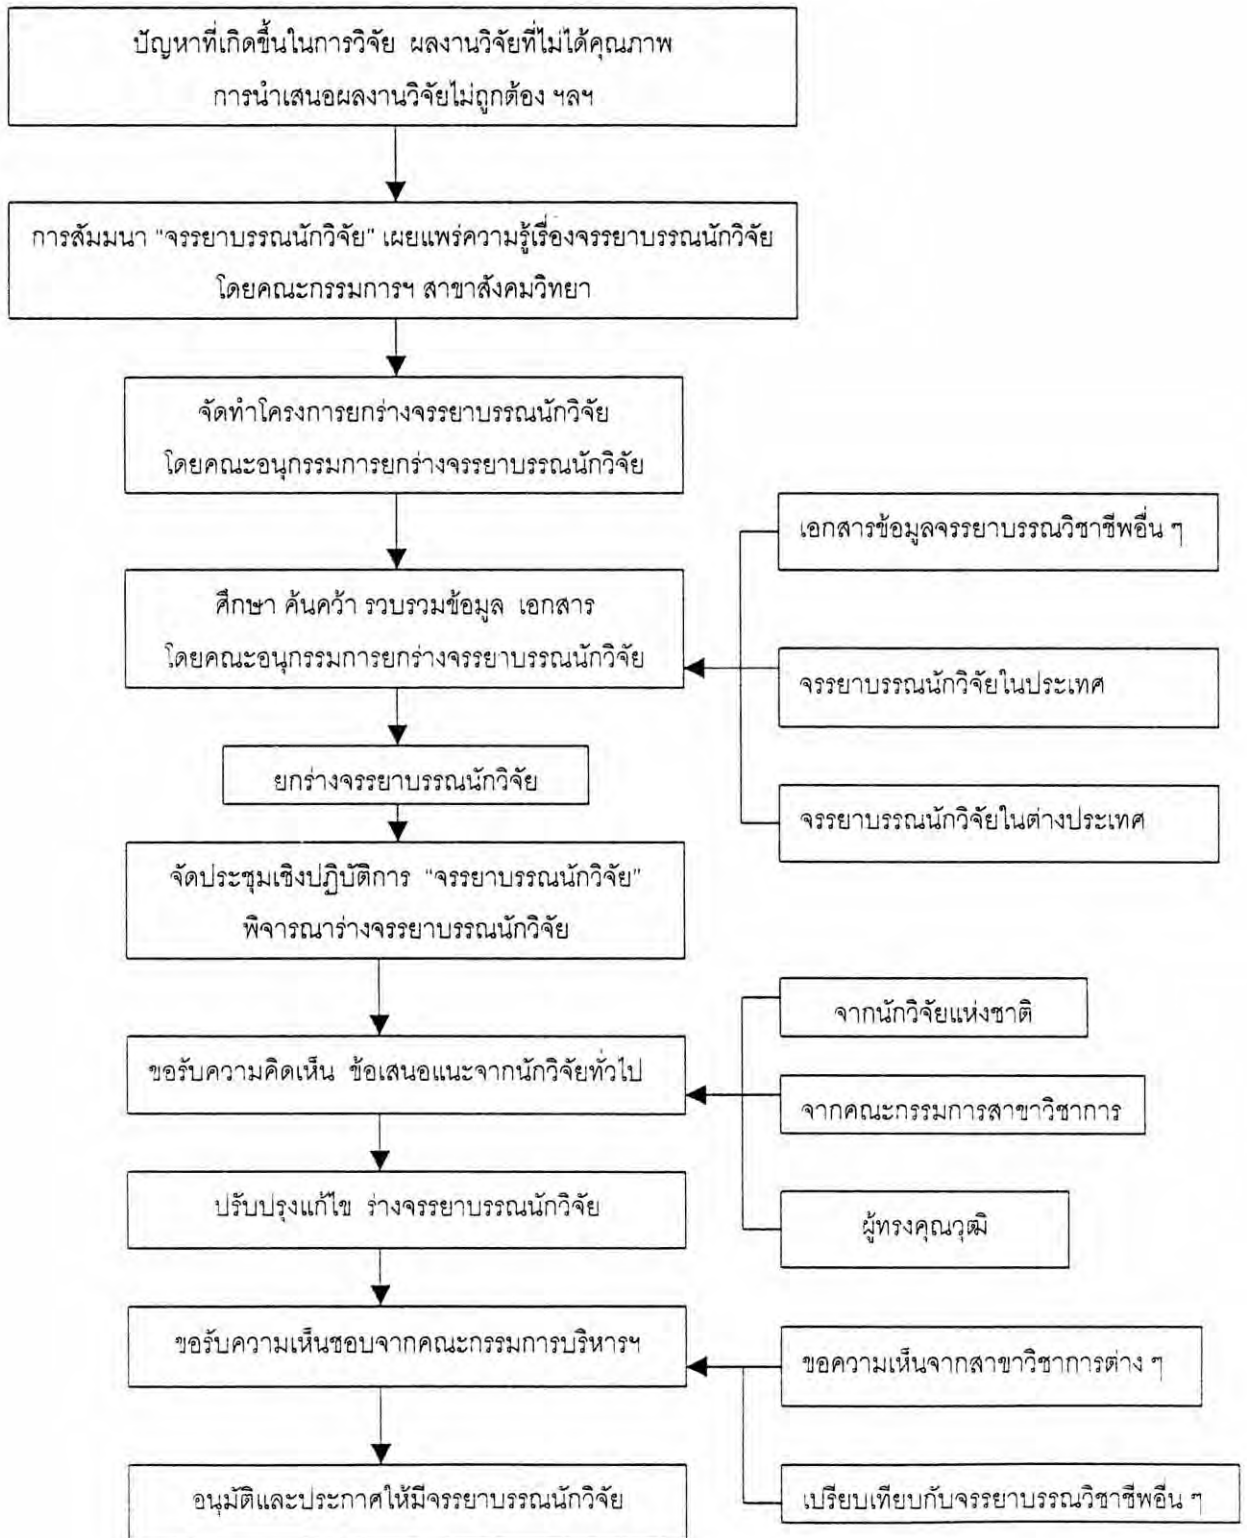 ปัญหาที่เกิดขึ้นในการวิจัย ผลงานวิจัยที่ไม่ได้คุณภาพ
การนำเสนอผลงานวิจัยไม่ถูกต้อง ฯลฯ
การสัมมนา "จรรยาบรรณนักวิจัย" เผยแพร่ความรู้เรื่องจรรยาบรรณนักวิจัย
โดยคณะกรรมการฯ สาขาสังคมวิทยา
จัดทำโครงการยกร่างจรรยาบรรณนักวิจัย
โดยคณะอนุกรรมการยกร่างจรรยาบรรณนักวิจัย
ศึกษา ค้นคว้า รวบรวมข้อมูล เอกสาร
โดยคณะอนุกรรมการยกร่างจรรยาบรรณนักวิจัย
เอกสารข้อมูลจรรยาบรรณวิชาชีพอื่น ๆ
จรรยาบรรณนักวิจัยในประเทศ
จรรยาบรรณนักวิจัยในต่างประเทศ
ยกร่างจรรยาบรรณนักวิจัย
จัดประชุมเชิงปฏิบัติการ "จรรยาบรรณนักวิจัย"
พิจารณาร่างจรรยาบรรณนักวิจัย
ขอรับความคิดเห็น ข้อเสนอแนะจากนักวิจัยทั่วไป
จากนักวิจัยแห่งชาติ
จากคณะกรรมการสาขาวิชาการ
ผู้ทรงคุณวุฒิ
ปรับปรุงแก้ไข ร่างจรรยาบรรณนักวิจัย
ขอรับความเห็นชอบจากคณะกรรมการบริหารฯ
ขอความเห็นจากสาขาวิชาการต่าง ๆ
เปรียบเทียบกับจรรยาบรรณวิชาชีพอื่น ๆ
อนุมัติและประกาศให้มีจรรยาบรรณนักวิจัย